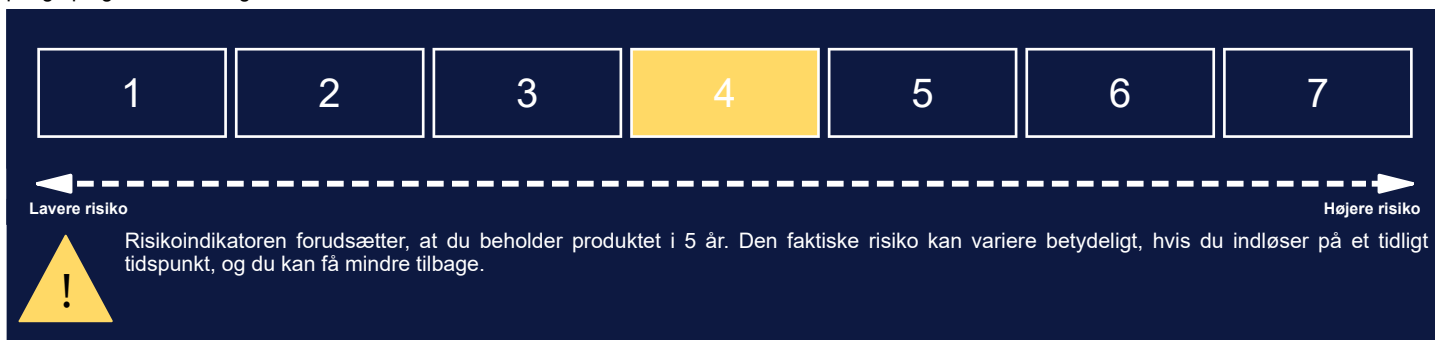 1 2 3 4 5 6 7
Lavere risiko Højere risiko
Risikoindikatoren forudsætter, at du beholder produktet i 5 år. Den faktiske risiko kan variere betydeligt, hvis du indløser på et tidligt
tidspunkt, og du kan få mindre tilbage.
!